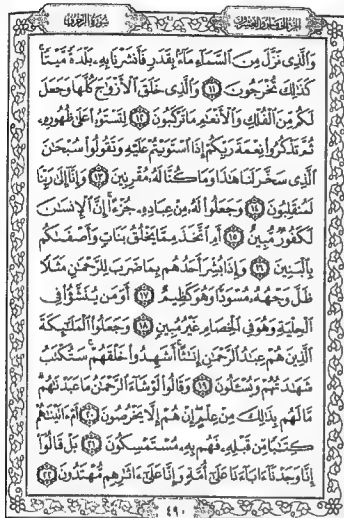 الجزء الخامس والعشرون
سورة الزخرف
وَالَّذِي نَزَّلَ مِنَ السَّمَاءِ مَاءً بِقَدَرٍ فَأَنشَرْنَا بِهِ بَلْدَةً مَّيْتًا
كَذَٰلِكَ تُخْرَجُونَ ١١ وَالَّذِي خَلَقَ الْأَزْوَاجَ كُلَّهَا وَجَعَلَ
لَكُم مِّنَ الْفُلْكِ وَالْأَنْعَامِ مَا تَرْكَبُونَ ١٢ لِتَسْتَوُوا عَلَىٰ ظُهُورِهِ
ثُمَّ تَذْكُرُوا نِعْمَةَ رَبِّكُمْ إِذَا اسْتَوَيْتُمْ عَلَيْهِ وَتَقُولُوا سُبْحَانَ
الَّذِي سَخَّرَ لَنَا هَٰذَا وَمَا كُنَّا لَهُ مُقْرِنِينَ ١٣ وَإِنَّا إِلَىٰ رَبِّنَا
لَمُنقَلِبُونَ ١٤ وَجَعَلُوا لَهُ مِنْ عِبَادِهِ جُزْءًا إِنَّ الْإِنسَانَ
لَكَفُورٌ مُّبِينٌ ١٥ أَمِ اتَّخَذَ مِمَّا يَخْلُقُ بَنَاتٍ وَأَصْفَاكُم
بِالْبَنِينَ ١٦ وَإِذَا بُشِّرَ أَحَدُهُم بِمَا ضَرَبَ لِلرَّحْمَٰنِ مَثَلًا
ظَلَّ وَجْهُهُ مُسْوَدًّا وَهُوَ كَظِيمٌ ١٧ أَوَمَن يُنَشَّؤُا فِي
الْحِلْيَةِ وَهُوَ فِي الْخِصَامِ غَيْرُ مُبِينٍ ١٨ وَجَعَلُوا الْمَلَائِكَةَ
الَّذِينَ هُمْ عِبَادُ الرَّحْمَٰنِ إِنَاثًا أَشَهِدُوا خَلْقَهُمْ سَتُكْتَبُ
شَهَادَتُهُمْ وَيُسْأَلُونَ ١٩ وَقَالُوا لَوْ شَاءَ الرَّحْمَٰنُ مَا عَبَدْنَاهُم
مَّا لَهُم بِذَٰلِكَ مِنْ عِلْمٍ إِنْ هُمْ إِلَّا يَخْرُصُونَ ٢٠ أَمْ آتَيْنَاهُمْ
كِتَابًا مِّن قَبْلِهِ فَهُم بِهِ مُسْتَمْسِكُونَ ٢١ بَلْ قَالُوا
إِنَّا وَجَدْنَا آبَاءَنَا عَلَىٰ أُمَّةٍ وَإِنَّا عَلَىٰ آثَارِهِم مُّهْتَدُونَ ٢٢
٤٩٠